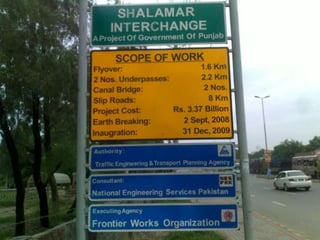 SHALAMAR
INTERCHANGE
A Project Of Government Of Punjab
SCOPE OF WORK
Flyover: 1.6 Km
2 Nos. Underpasses: 2.2 Km
Canal Bridge: 2 Nos.
Slip Roads: 8 Km
Project Cost: Rs. 3.37 Billion
Earth Breaking: 2 Sept, 2008
Inaugration: 31 Dec, 2009
Authority:
Traffic Engineering & Transport Planning Agency
Consultant:
National Engineering Services Pakistan
Executing Agency
Frontier Works Organization